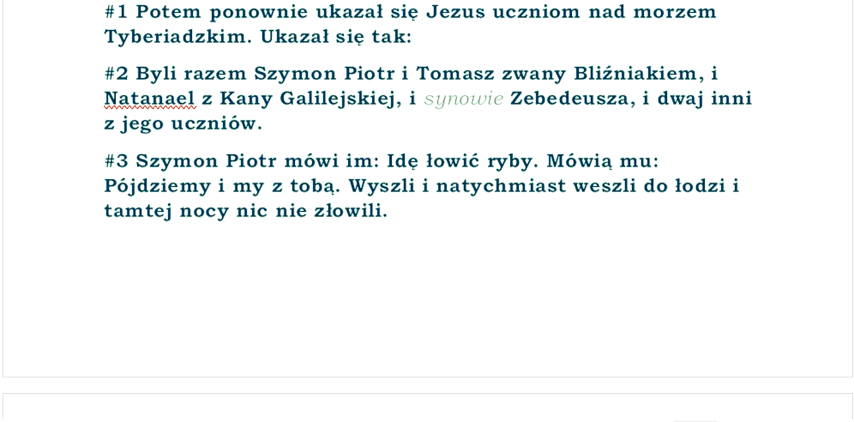 #1 Potem ponownie ukazał się Jezus uczniom nad morzem
Tyberiadzkim. Ukazał się tak:
#2 Byli razem Szymon Piotr i Tomasz zwany Bliźniakiem, i
Natanael z Kany Galilejskiej, i synowie Zebedeusza, i dwaj inni
z jego uczniów.
#3 Szymon Piotr mówi im: Idę łowić ryby. Mówią mu:
Pójdziemy i my z tobą. Wyszli i natychmiast weszli do łodzi i
tamtej nocy nic nie złowili.